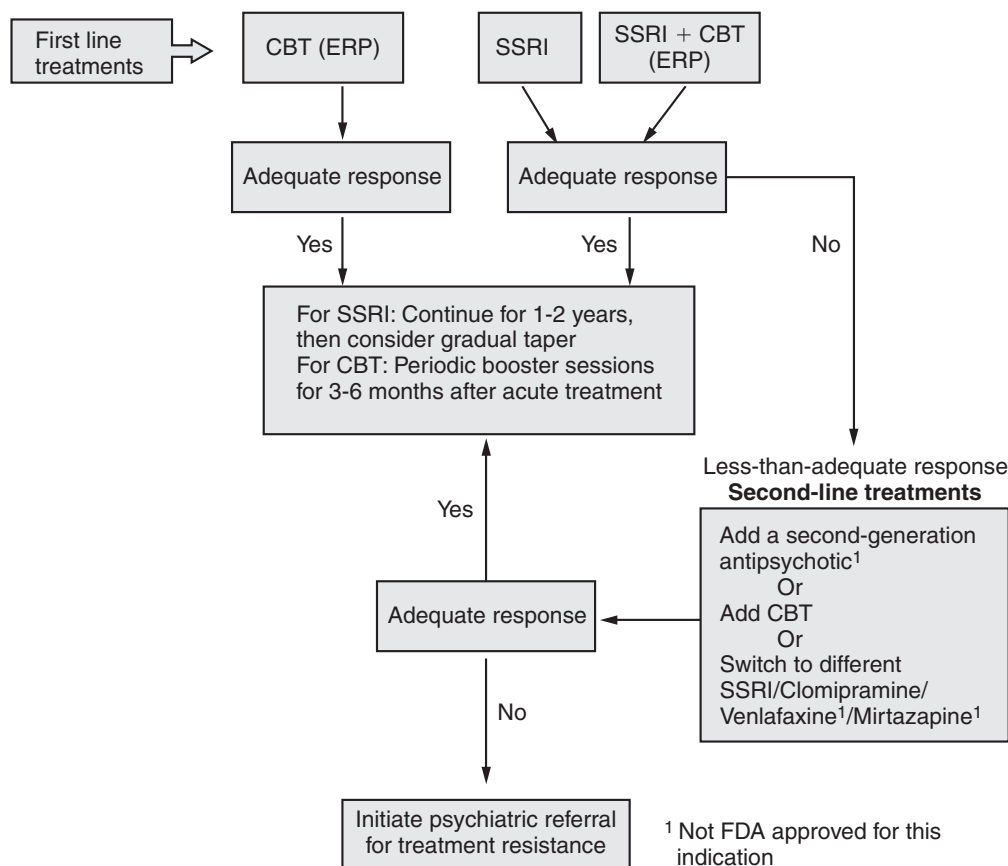 First line
treatments
CBT (ERP)
SSRI
SSRI + CBT
(ERP)
Adequate response
Adequate response
Yes
Yes
No
For SSRI: Continue for 1-2 years,
then consider gradual taper
For CBT: Periodic booster sessions
for 3-6 months after acute treatment
Less-than-adequate response
Second-line treatments
Yes
Add a second-generation
antipsychotic¹
Or
Add CBT
Or
Switch to different
SSRI/Clomipramine/
Venlafaxine¹/Mirtazapine¹
Adequate response
No
Initiate psychiatric referral
for treatment resistance
¹ Not FDA approved for this
indication